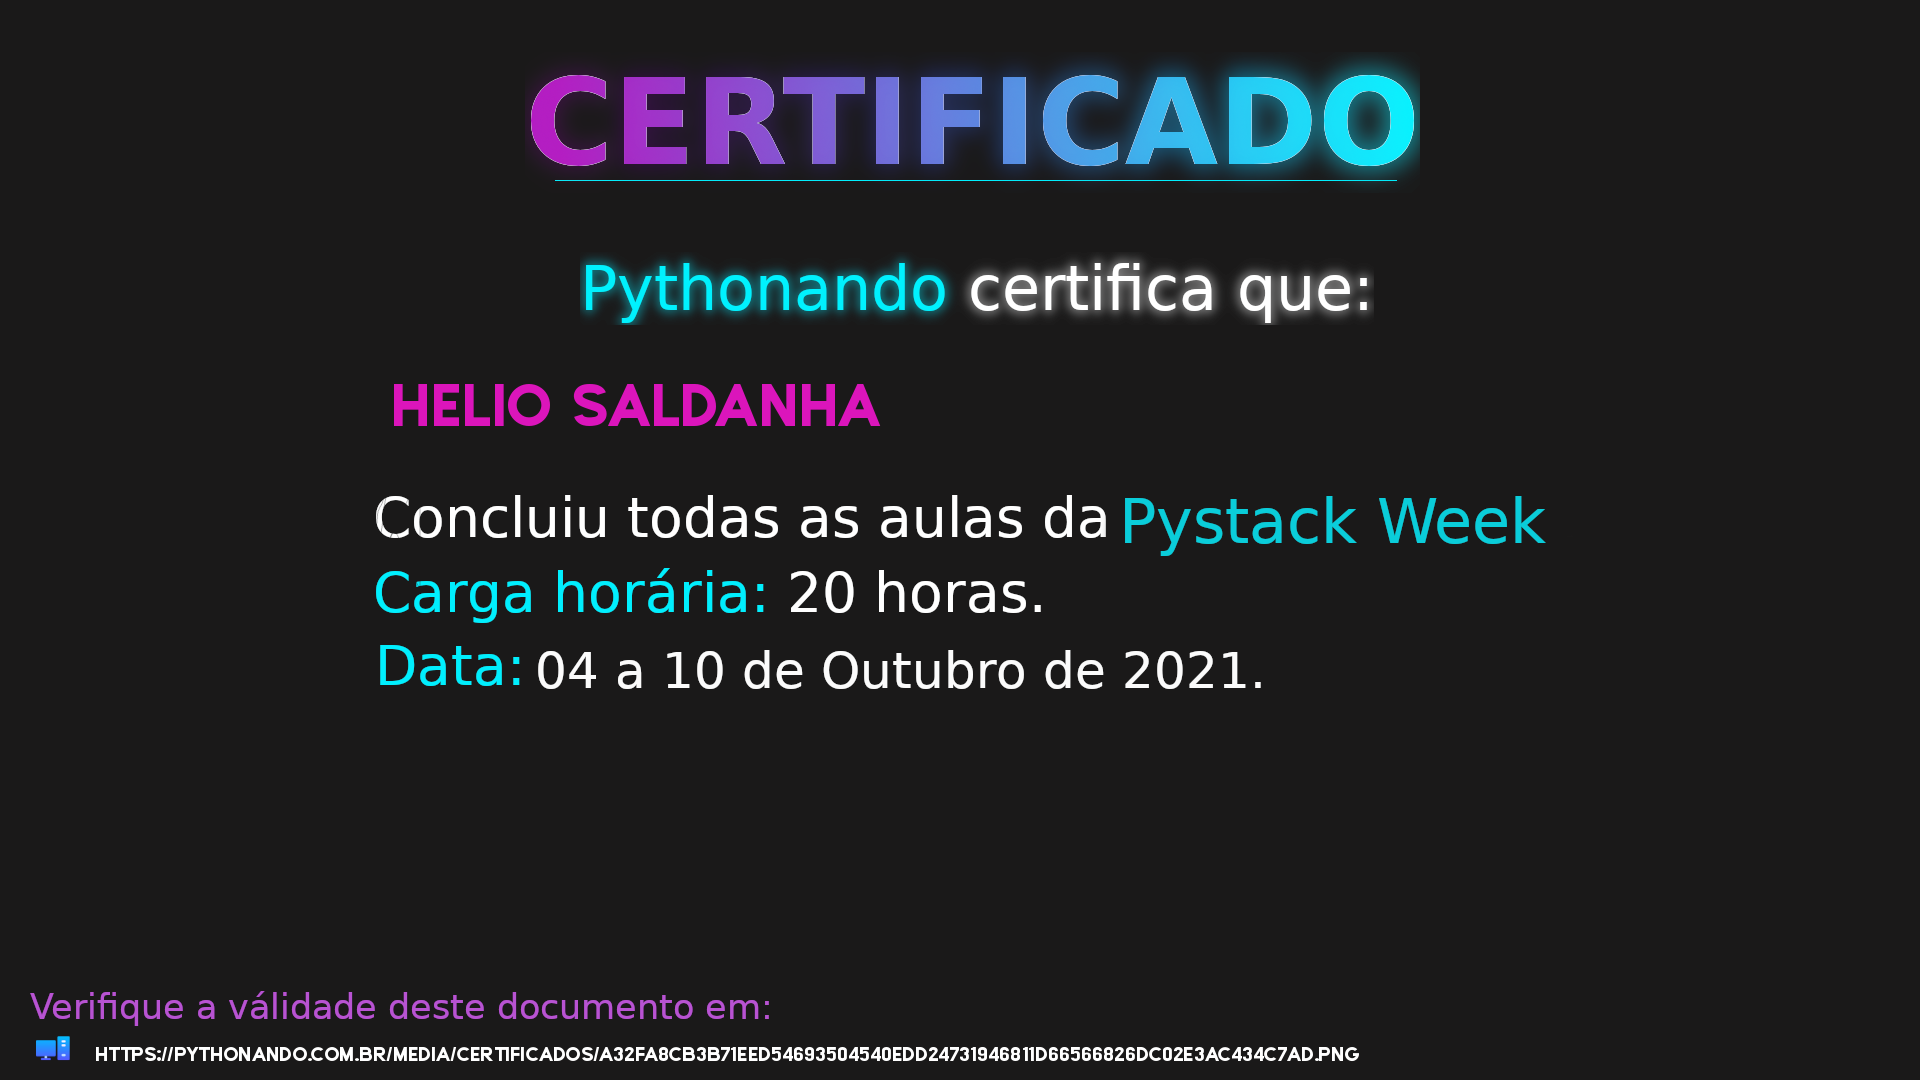 CERTIFICADO
Pythonando certifica que:
HELIO SALDANHA
Concluiu todas as aulas da Pystack Week
Carga horária: 20 horas.
Data: 04 a 10 de Outubro de 2021.
Verifique a válidade deste documento em:
HTTPS://PYTHONANDO.COM.BR/MEDIA/CERTIFICADOS/A32FA8CB3B71EED54693504540EDD24731946811D66566826DC02E3AC434C7AD.PNG